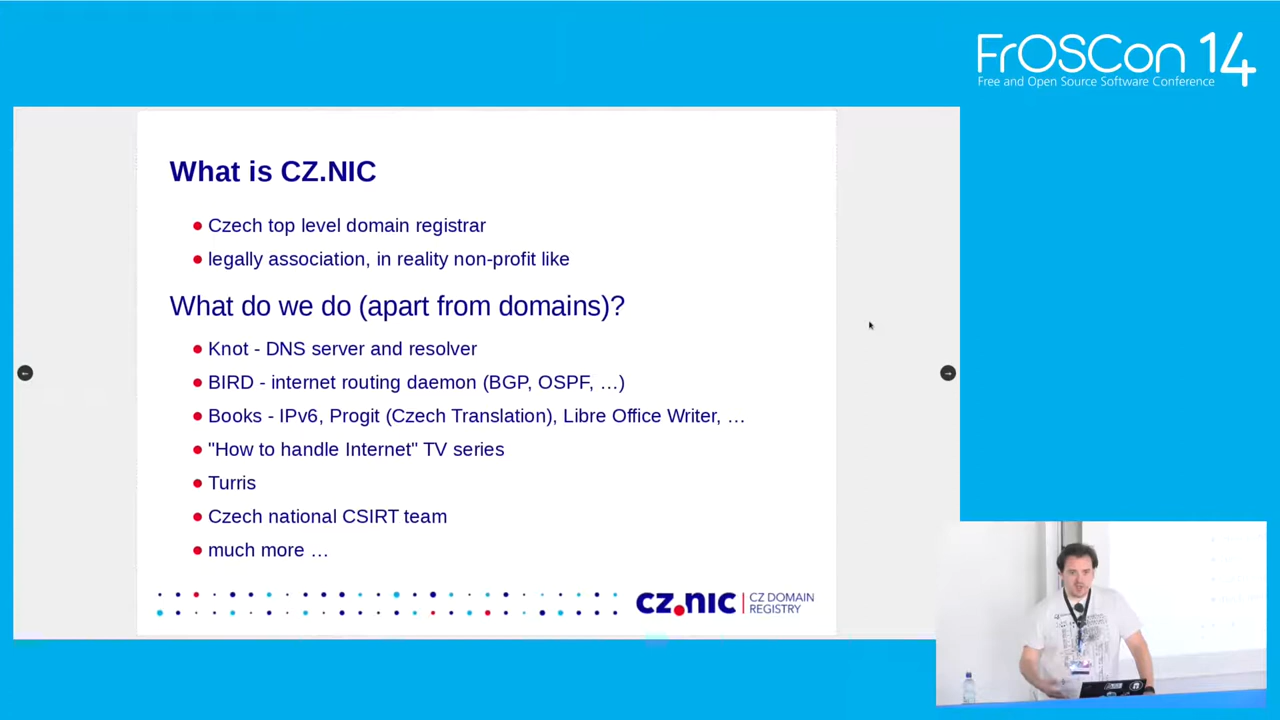 FrOSCon 14
Free and Open Source Software Conference
What is CZ.NIC
Czech top level domain registrar
legally association, in reality non-profit like
What do we do (apart from domains)?
Knot - DNS server and resolver
BIRD - internet routing daemon (BGP, OSPF, …)
Books - IPv6, Progit (Czech Translation), Libre Office Writer, …
"How to handle Internet" TV series
Turris
Czech national CSIRT team
much more …
cz.nic
CZ DOMAIN
REGISTRY